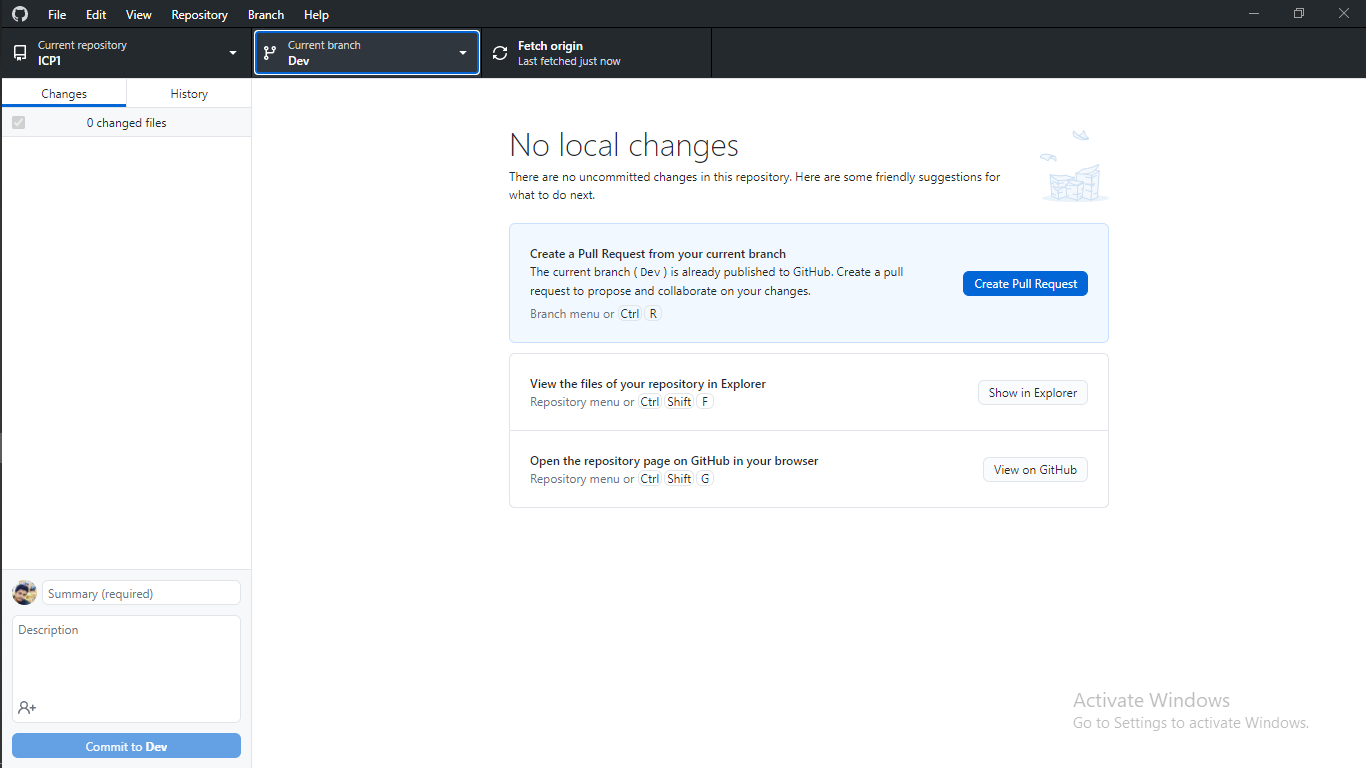 File Edit View Repository Branch Help
Current repository
ICP1
Current branch
Dev
Fetch origin
Last fetched just now
Changes History
0 changed files
No local changes
There are no uncommitted changes in this repository. Here are some friendly suggestions for
what to do next.
Create a Pull Request from your current branch
The current branch ( Dev ) is already published to GitHub. Create a pull
request to propose and collaborate on your changes.
Branch menu or Ctrl R
Create Pull Request
View the files of your repository in Explorer
Repository menu or Ctrl Shift F
Show in Explorer
Open the repository page on GitHub in your browser
Repository menu or Ctrl Shift G
View on GitHub
Summary (required)
Description
Commit to Dev
Activate Windows
Go to Settings to activate Windows.